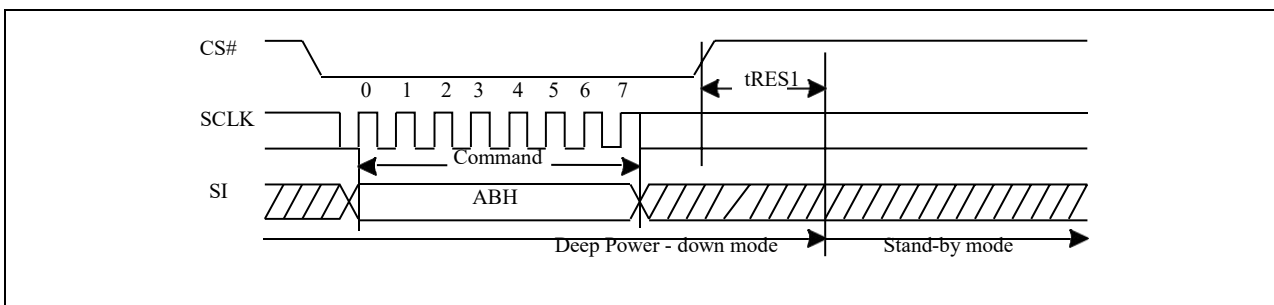 CS#
tRES1
0 1 2 3 4 5 6 7
SCLK
Command
SI
ABH
Deep Power - down mode Stand-by mode